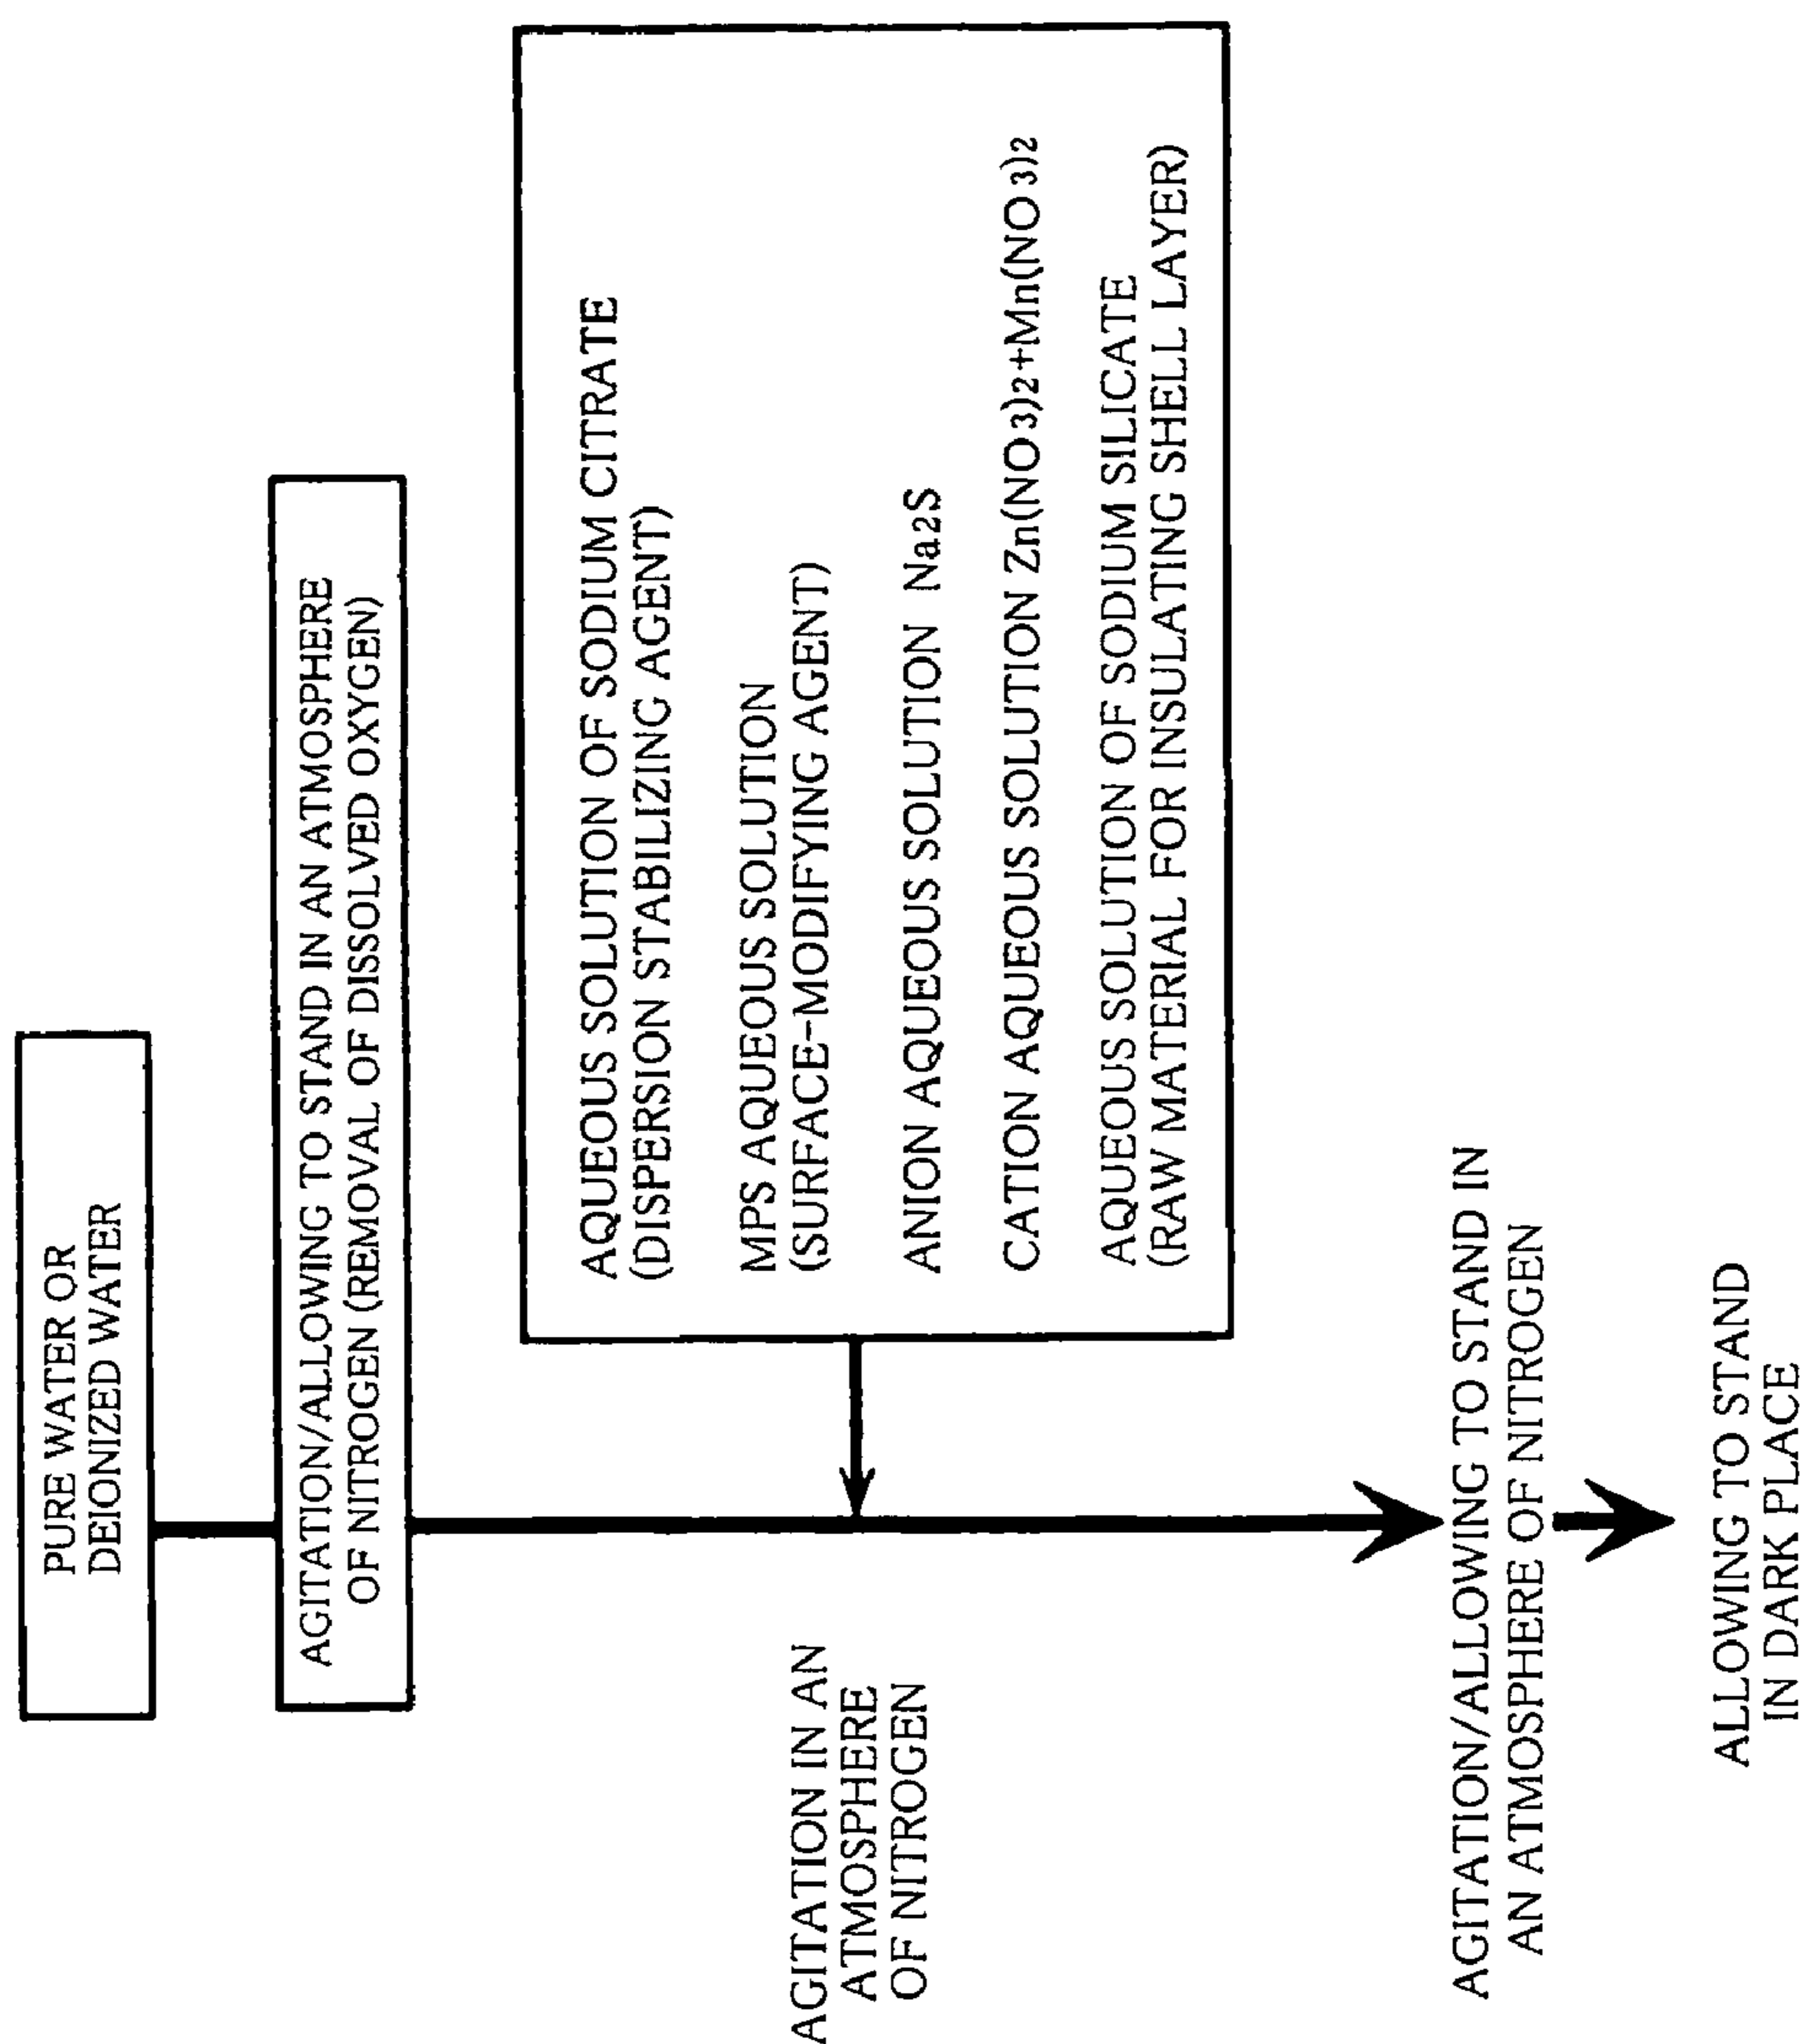 PURE WATER OR
DEIONIZED WATER
AGITATION/ALLOWING TO STAND IN AN ATMOSPHERE
OF NITROGEN (REMOVAL OF DISSOLVED OXYGEN)
AQUEOUS SOLUTION OF SODIUM CITRATE
(DISPERSION STABILIZING AGENT)
MPS AQUEOUS SOLUTION
(SURFACE-MODIFYING AGENT)
ANION AQUEOUS SOLUTION Na2S
CATION AQUEOUS SOLUTION Zn(NO3)2+Mn(NO3)2
AQUEOUS SOLUTION OF SODIUM SILICATE
(RAW MATERIAL FOR INSULATING SHELL LAYER)
AGITATION IN AN
ATMOSPHERE
OF NITROGEN
AGITATION/ALLOWING TO STAND IN
AN ATMOSPHERE OF NITROGEN
ALLOWING TO STAND
IN DARK PLACE